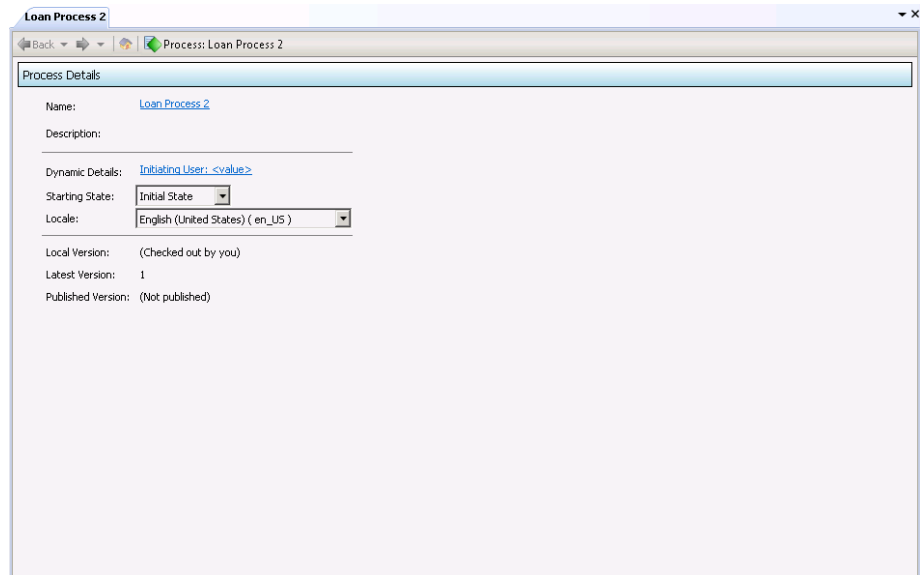 Loan Process 2
Back Process: Loan Process 2
Process Details
Name: Loan Process 2
Description:
Dynamic Details: Initiating User: <value>
Starting State: Initial State
Locale: English (United States) ( en_US )
Local Version: (Checked out by you)
Latest Version: 1
Published Version: (Not published)